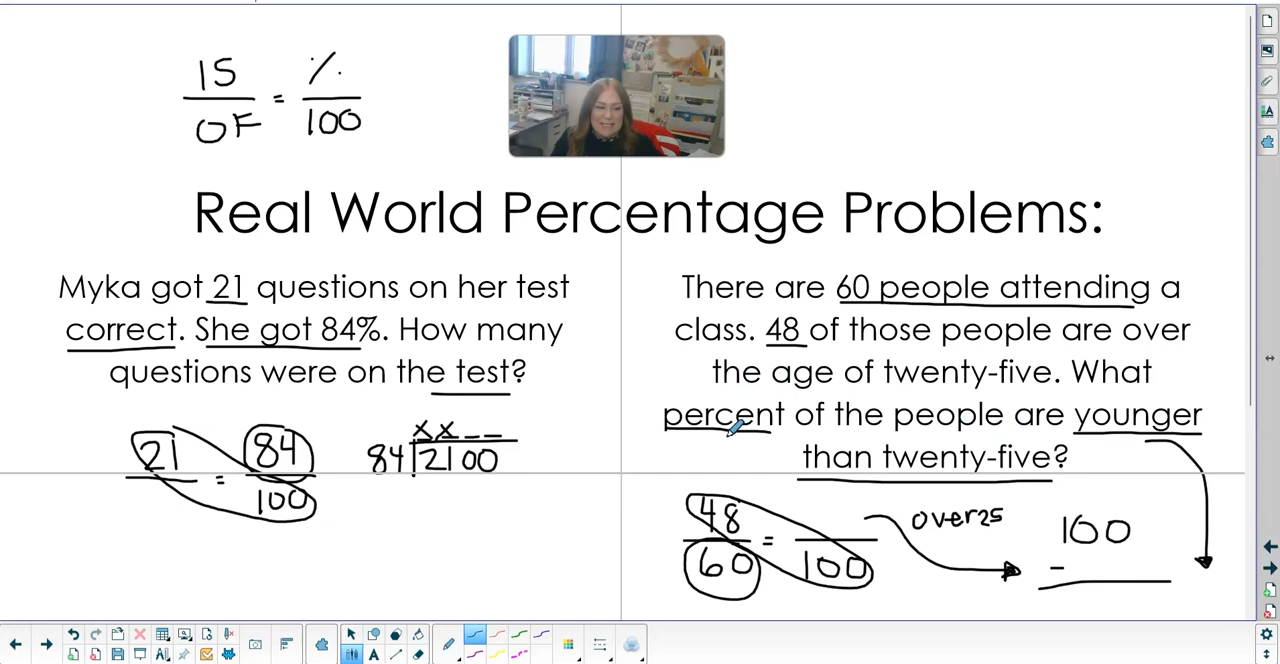 IS = %
OF 100
Real World Percentage Problems:
Myka got 21 questions on her test
correct. She got 84%. How many
questions were on the test?
21 = 84
100
X X _ _
84 2100
There are 60 people attending a
class. 48 of those people are over
the age of twenty-five. What
percent of the people are younger
than twenty-five?
48 =
60 100
over 25
100
-